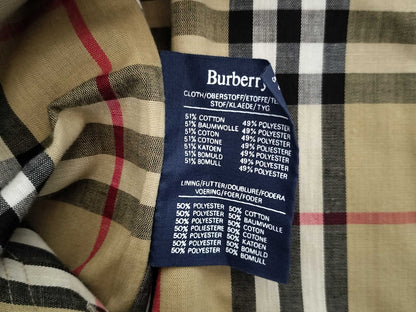 Burberry
CLOTH/OBERSTOFF/ETOFFE/TE
STOF/KLAEDE/TYG
51% COTTON 49% POLYESTER
51% BAUMWOLLE 49% POLYESTER
51% COTON 49% POLYESTER
51% COTONE 49% POLIESTERE
51% KATOEN 49% POLYESTER
51% BOMULD 49% POLYESTER
51% BOMULL 49% POLYESTER
LINING/FUTTER/DOUBLURE/FODERA
VOERING/FOER/FODER
50% POLYESTER 50% COTTON
50% POLYESTER 50% BAUMWOLLE
50% POLYESTER 50% COTON
50% POLIESTERE 50% COTONE
50% POLYESTER 50% KATOEN
50% POLYESTER 50% BOMULD
50% POLYESTER 50% BOMULL